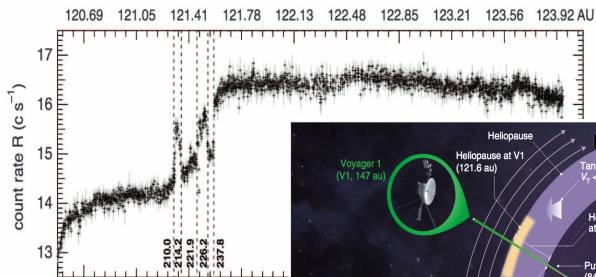 120.69 121.05 121.41 121.78 122.13 122.48 122.85 123.21 123.56 123.92 AU
17
16
15
14
13
count rate R (c s⁻¹)
210.0
214.2
221.9
226.2
237.8
Heliopause
Voyager 1
(V1, 147 au)
Heliopause at V1
(121.6 au)